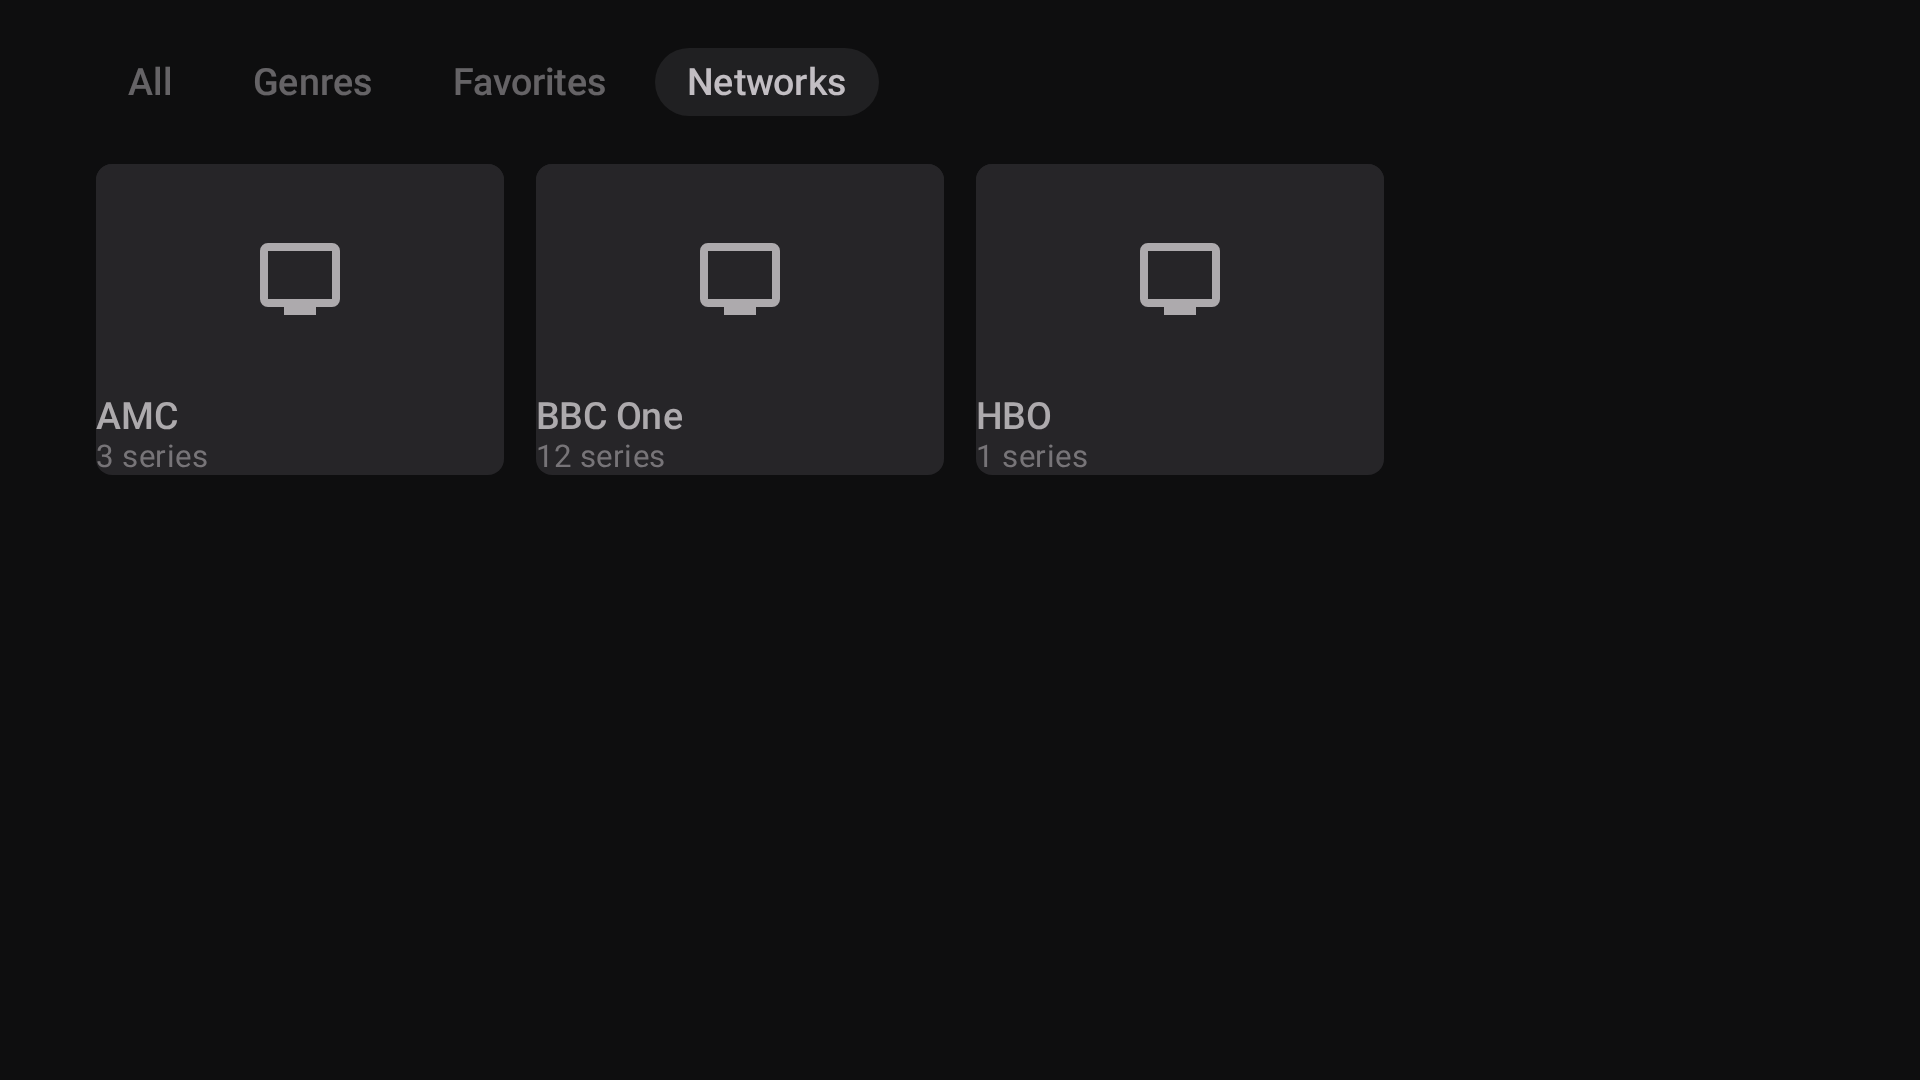 All
Genres
Favorites
Networks
AMC
3 series
BBC One
12 series
HBO
1 series